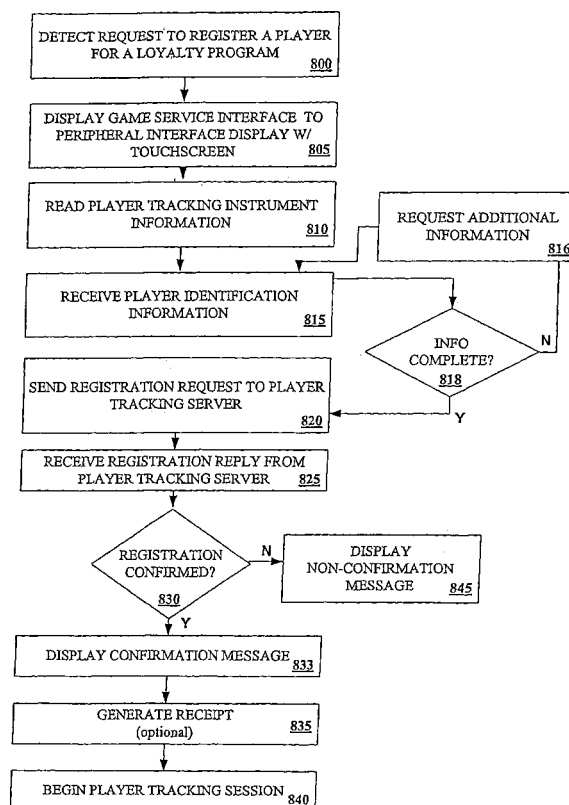 DETECT REQUEST TO REGISTER A PLAYER
FOR A LOYALTY PROGRAM
800
DISPLAY GAME SERVICE INTERFACE TO
PERIPHERAL INTERFACE DISPLAY W/
TOUCHSCREEN
805
READ PLAYER TRACKING INSTRUMENT
INFORMATION
810
REQUEST ADDITIONAL
INFORMATION
816
RECEIVE PLAYER IDENTIFICATION
INFORMATION
815
INFO
COMPLETE?
818
N
Y
SEND REGISTRATION REQUEST TO PLAYER
TRACKING SERVER
820
RECEIVE REGISTRATION REPLY FROM
PLAYER TRACKING SERVER
825
REGISTRATION
CONFIRMED?
830
N
Y
DISPLAY
NON-CONFIRMATION
MESSAGE
845
DISPLAY CONFIRMATION MESSAGE
833
GENERATE RECEIPT
(optional)
835
BEGIN PLAYER TRACKING SESSION
840